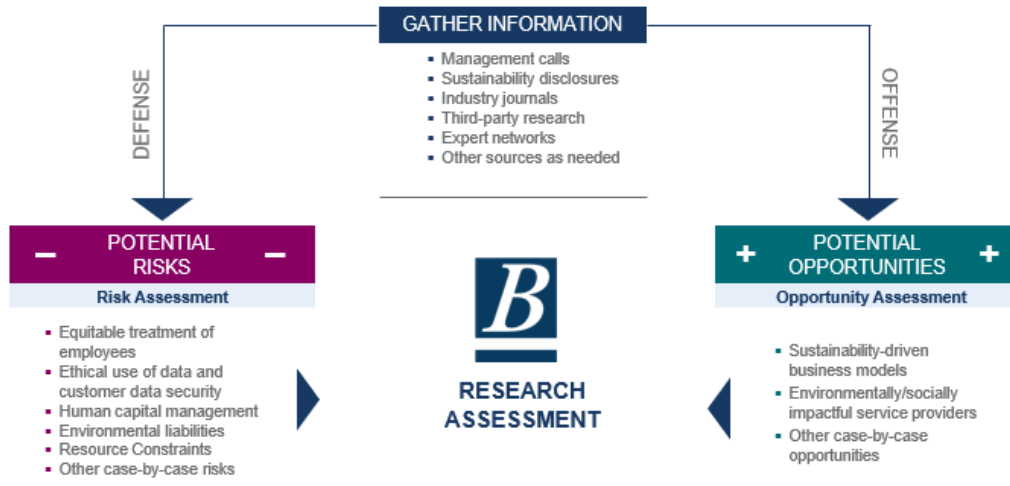 GATHER INFORMATION
Management calls
Sustainability disclosures
Industry journals
Third-party research
Expert networks
Other sources as needed
DEFENSE
OFFENSE
− POTENTIAL −
RISKS
Risk Assessment
Equitable treatment of
employees
Ethical use of data and
customer data security
Human capital management
Environmental liabilities
Resource Constraints
Other case-by-case risks
B
RESEARCH
ASSESSMENT
+ POTENTIAL +
OPPORTUNITIES
Opportunity Assessment
Sustainability-driven
business models
Environmentally/socially
impactful service providers
Other case-by-case
opportunities